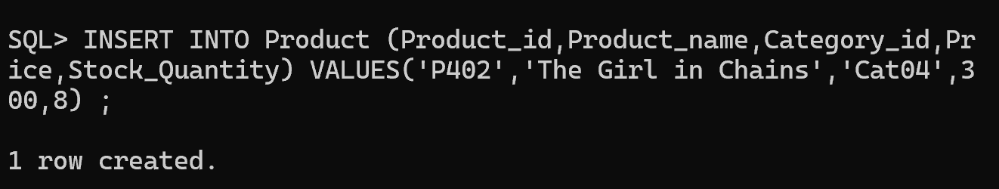 SQL> INSERT INTO Product (Product_id,Product_name,Category_id,Pr
ice,Stock_Quantity) VALUES('P402','The Girl in Chains','Cat04',3
00,8) ;
1 row created.